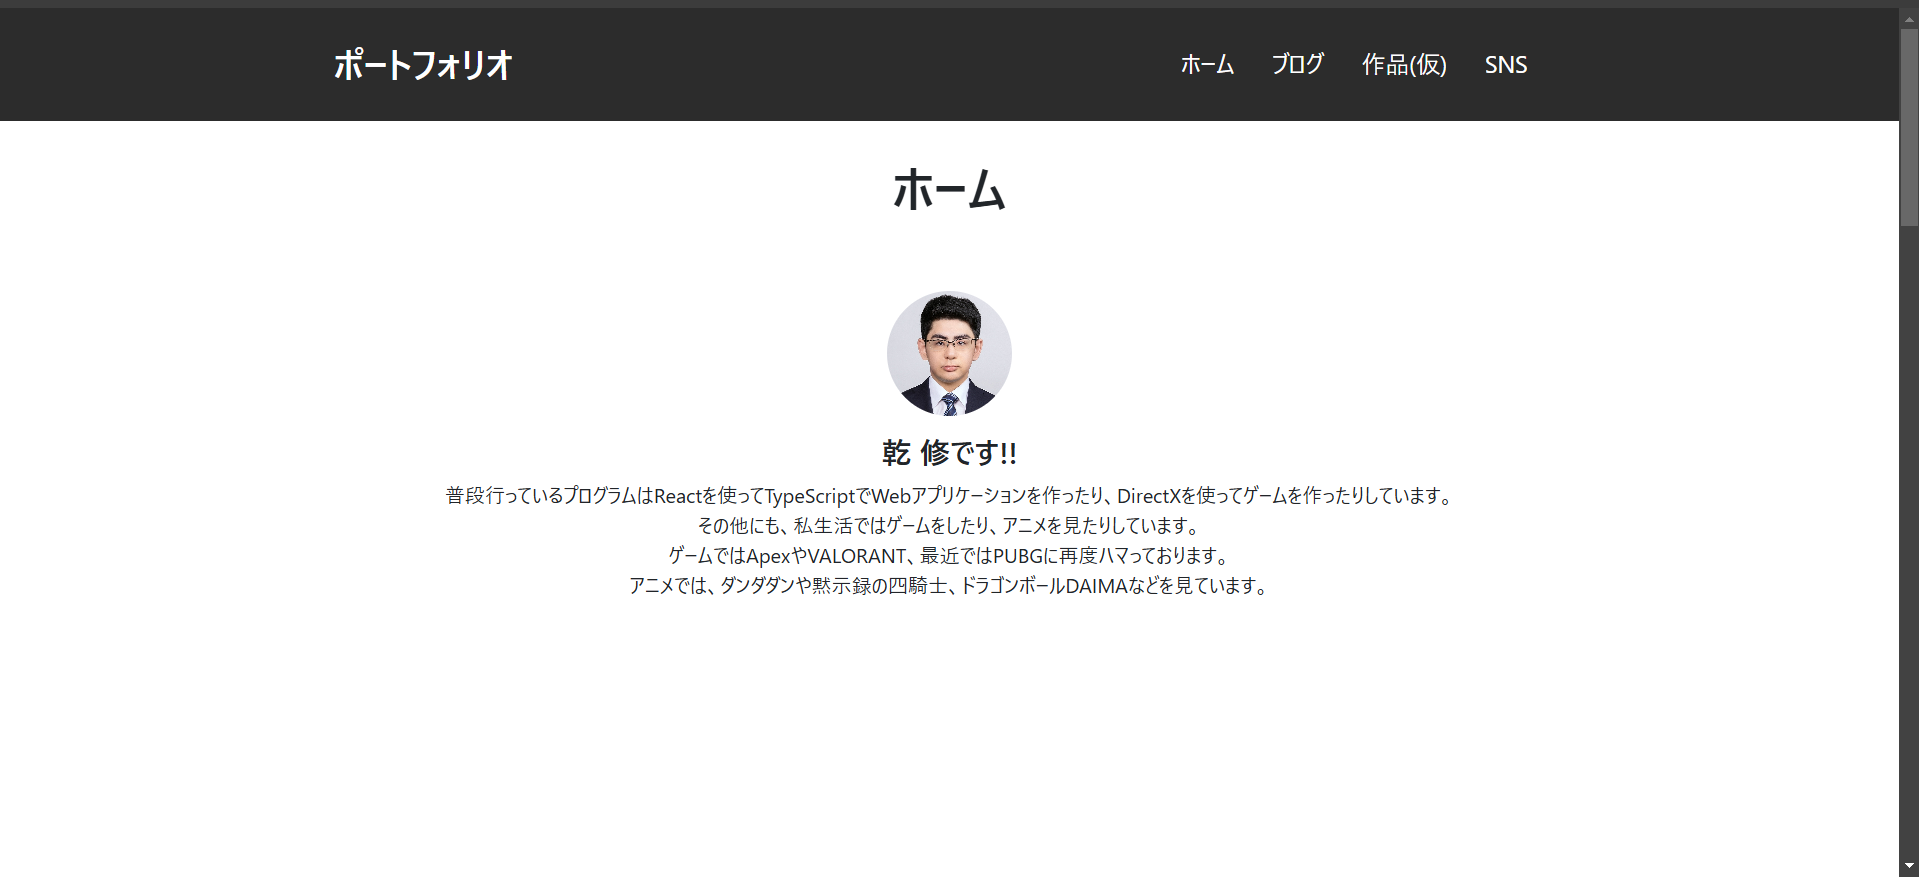 ポートフォリオ
ホーム ブログ 作品(仮) SNS
ホーム
乾 修です!!
普段行っているプログラムはReactを使ってTypeScriptでWebアプリケーションを作ったり、DirectXを使ってゲームを作ったりしています。
その他にも、私生活ではゲームをしたり、アニメを見たりしています。
ゲームではApexやVALORANT、最近ではPUBGに再度ハマっております。
アニメでは、ダンダダンや黙示録の四騎士、ドラゴンボールDAIMAなどを見ています。